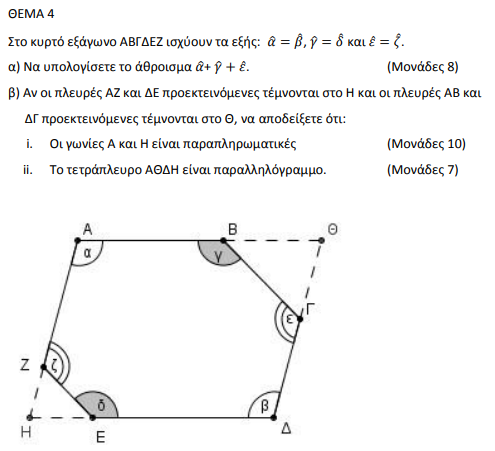 ΘΕΜΑ 4
Στο κυρτό εξάγωνο ΑΒΓΔΕΖ ισχύουν τα εξής: α̂ = β̂, γ̂ = δ̂ και ε̂ = ζ̂.
α) Να υπολογίσετε το άθροισμα α̂+ γ̂ + ε̂. (Μονάδες 8)
β) Αν οι πλευρές ΑΖ και ΔΕ προεκτεινόμενες τέμνονται στο Η και οι πλευρές ΑΒ και
ΔΓ προεκτεινόμενες τέμνονται στο Θ, να αποδείξετε ότι:
i. Οι γωνίες Α και Η είναι παραπληρωματικές (Μονάδες 10)
ii. Το τετράπλευρο ΑΘΔΗ είναι παραλληλόγραμμο. (Μονάδες 7)
Α Β Θ
α γ
ε Γ
Ζ ζ
δ β
Η Ε Δ